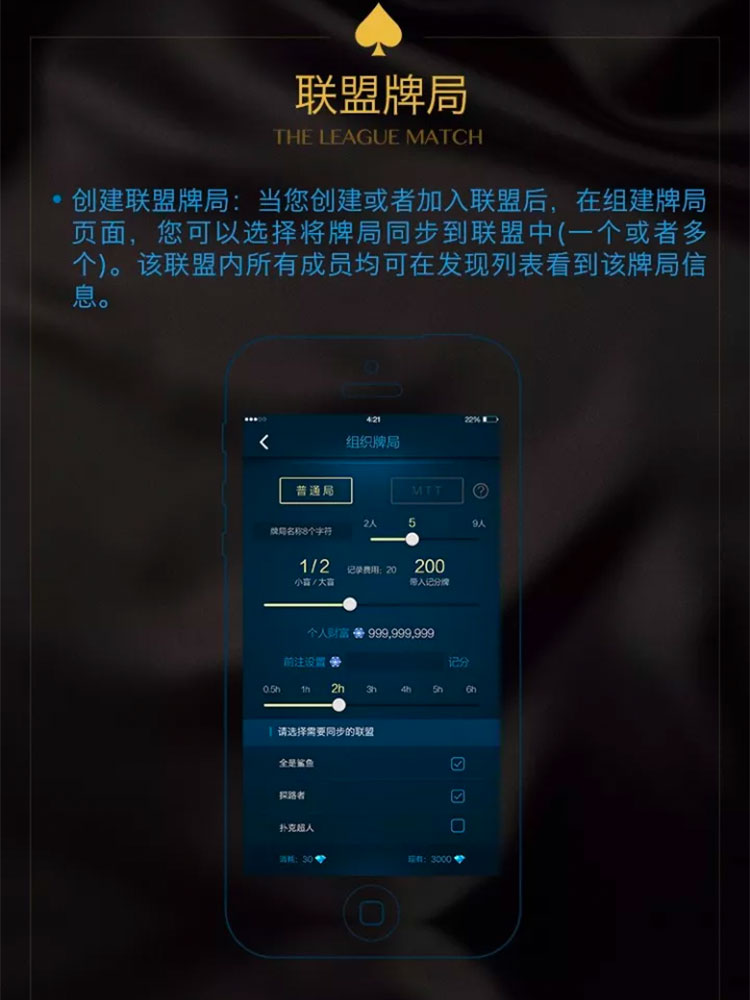 联盟牌局
THE LEAGUE MATCH
• 创建联盟牌局：当您创建或者加入联盟后，在组建牌局
页面，您可以选择将牌局同步到联盟中(一个或者多
个)。该联盟内所有成员均可在发现列表看到该牌局信
息。
4:21 22%
组织牌局
普通局 MTT ?
牌局名称8个字符 2人 5 9人
1/2 记录费用：20 200
小盲/大盲 带入记分牌
个人财富 999,999,999
前注设置 记分
0.5h 1h 2h 3h 4h 5h 6h
请选择需要同步的联盟
全是鲨鱼
探路者
扑克超人
消耗：30 现有：3000